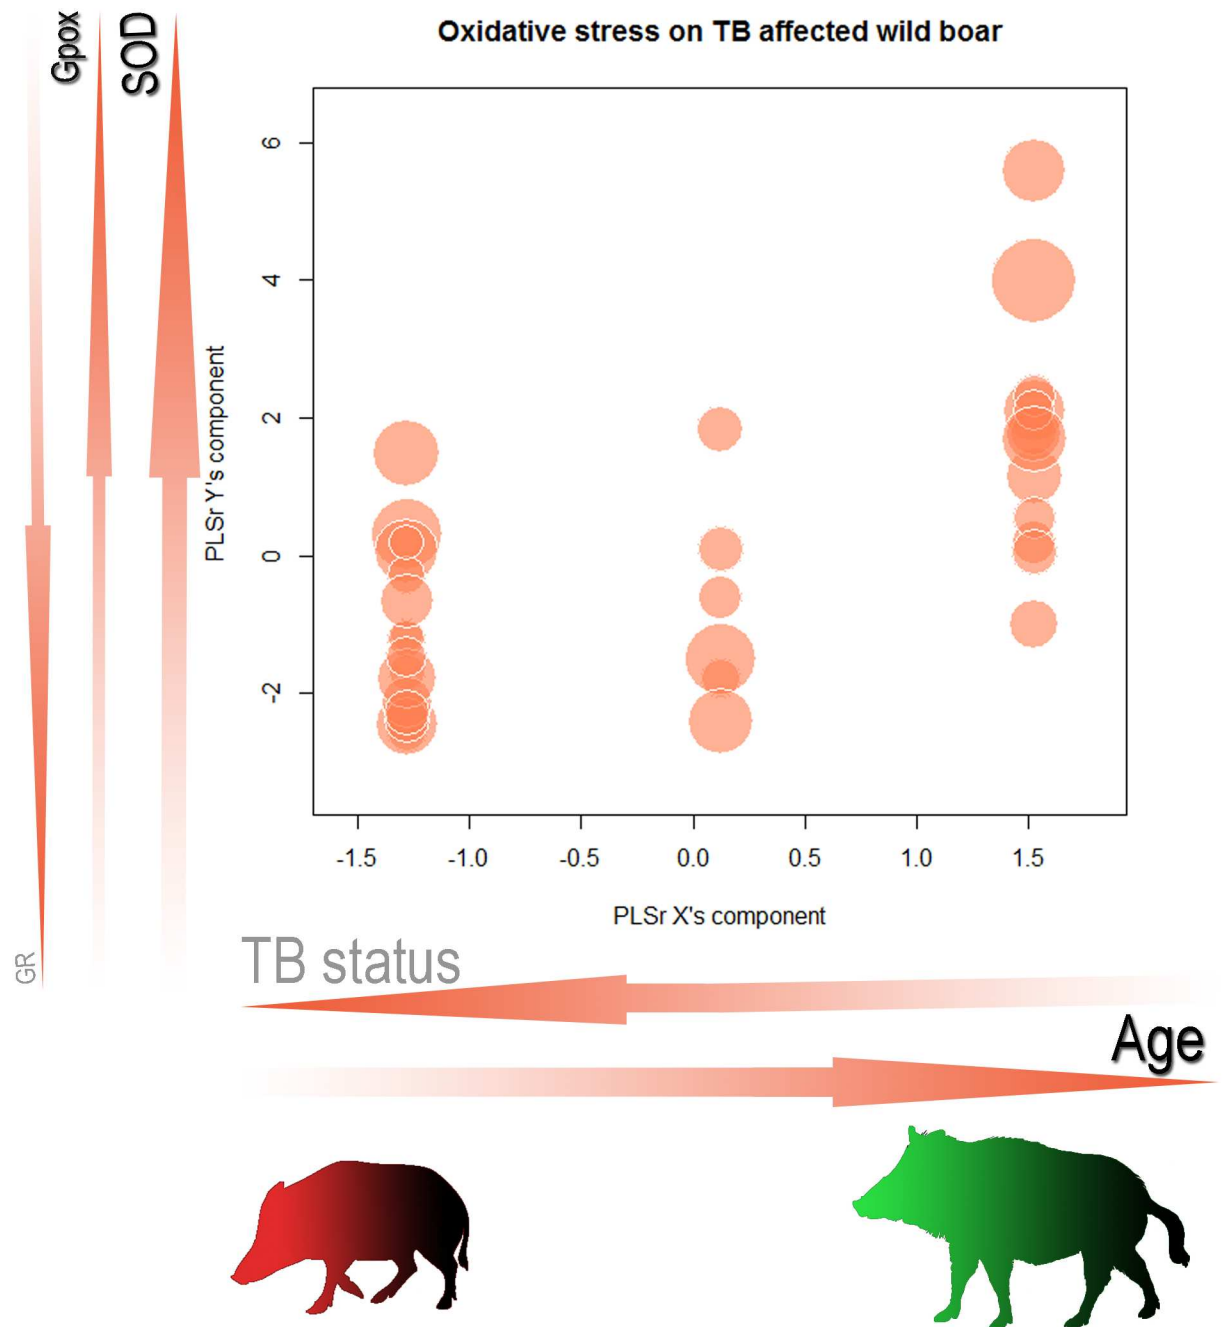 Oxidative stress on TB affected wild boar
Gpox
SOD
GR
PLSr Y's component
6
4
2
0
-2
-1.5 -1.0 -0.5 0.0 0.5 1.0 1.5
PLSr X's component
TB status
Age